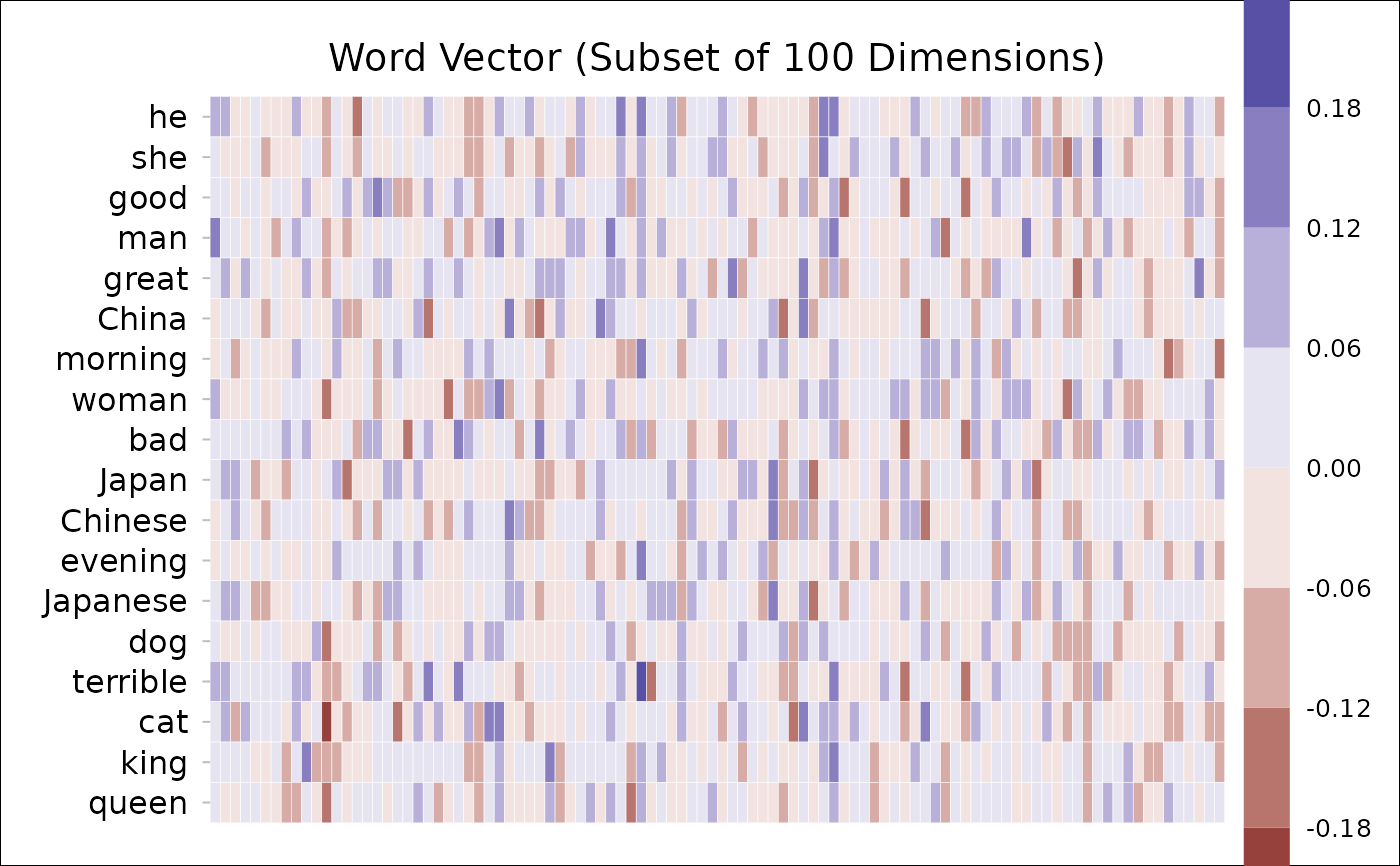 Word Vector (Subset of 100 Dimensions)
he
she
good
man
great
China
morning
woman
bad
Japan
Chinese
evening
Japanese
dog
terrible
cat
king
queen
0.18
0.12
0.06
0.00
-0.06
-0.12
-0.18